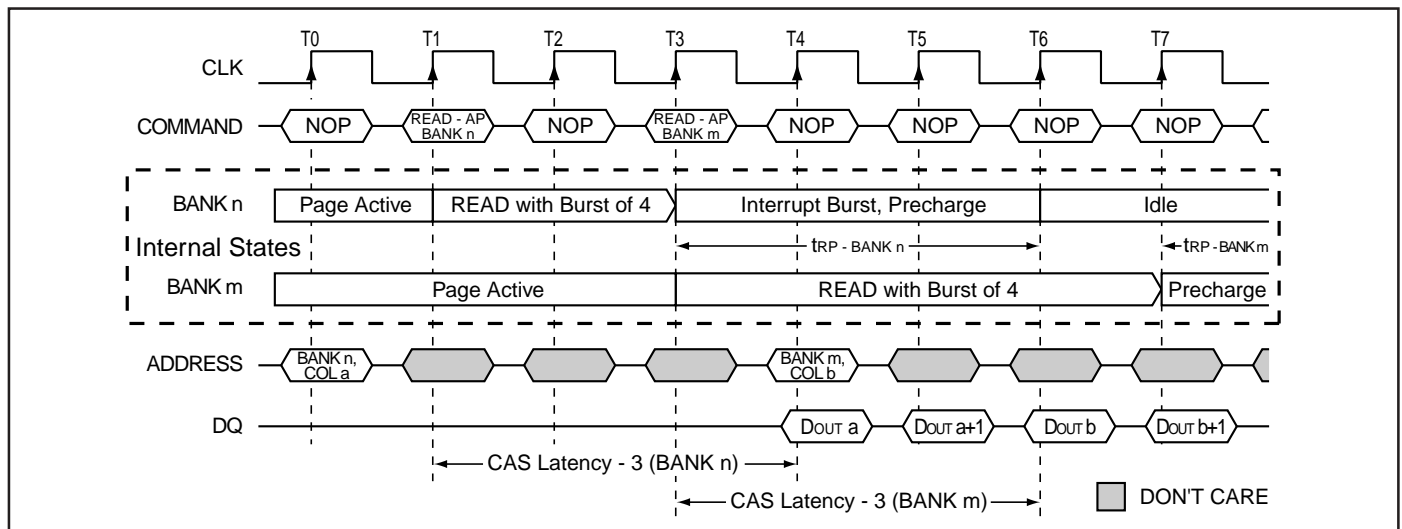 T0 T1 T2 T3 T4 T5 T6 T7
CLK
COMMAND NOP READ - AP BANK n NOP READ - AP BANK m NOP NOP NOP NOP
BANK n Page Active READ with Burst of 4 Interrupt Burst, Precharge Idle
Internal States tRP - BANK n tRP - BANK m
BANK m Page Active READ with Burst of 4 Precharge
ADDRESS BANK n, COL a BANK m, COL b
DQ DOUT a DOUT a+1 DOUT b DOUT b+1
CAS Latency - 3 (BANK n)
CAS Latency - 3 (BANK m) DON'T CARE